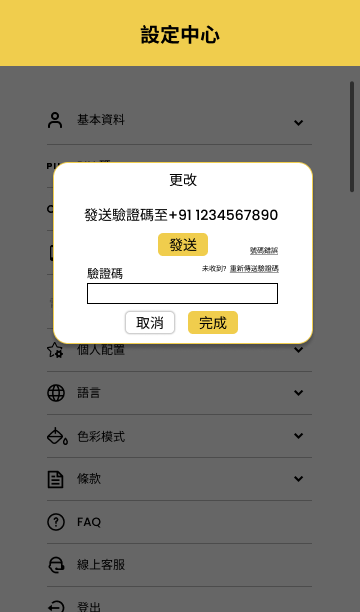 設定中心
基本資料
更改
發送驗證碼至+91 1234567890
發送
號碼錯誤
未收到? 重新傳送驗證碼
驗證碼
取消
完成
個人配置
語言
色彩模式
條款
FAQ
線上客服
登出